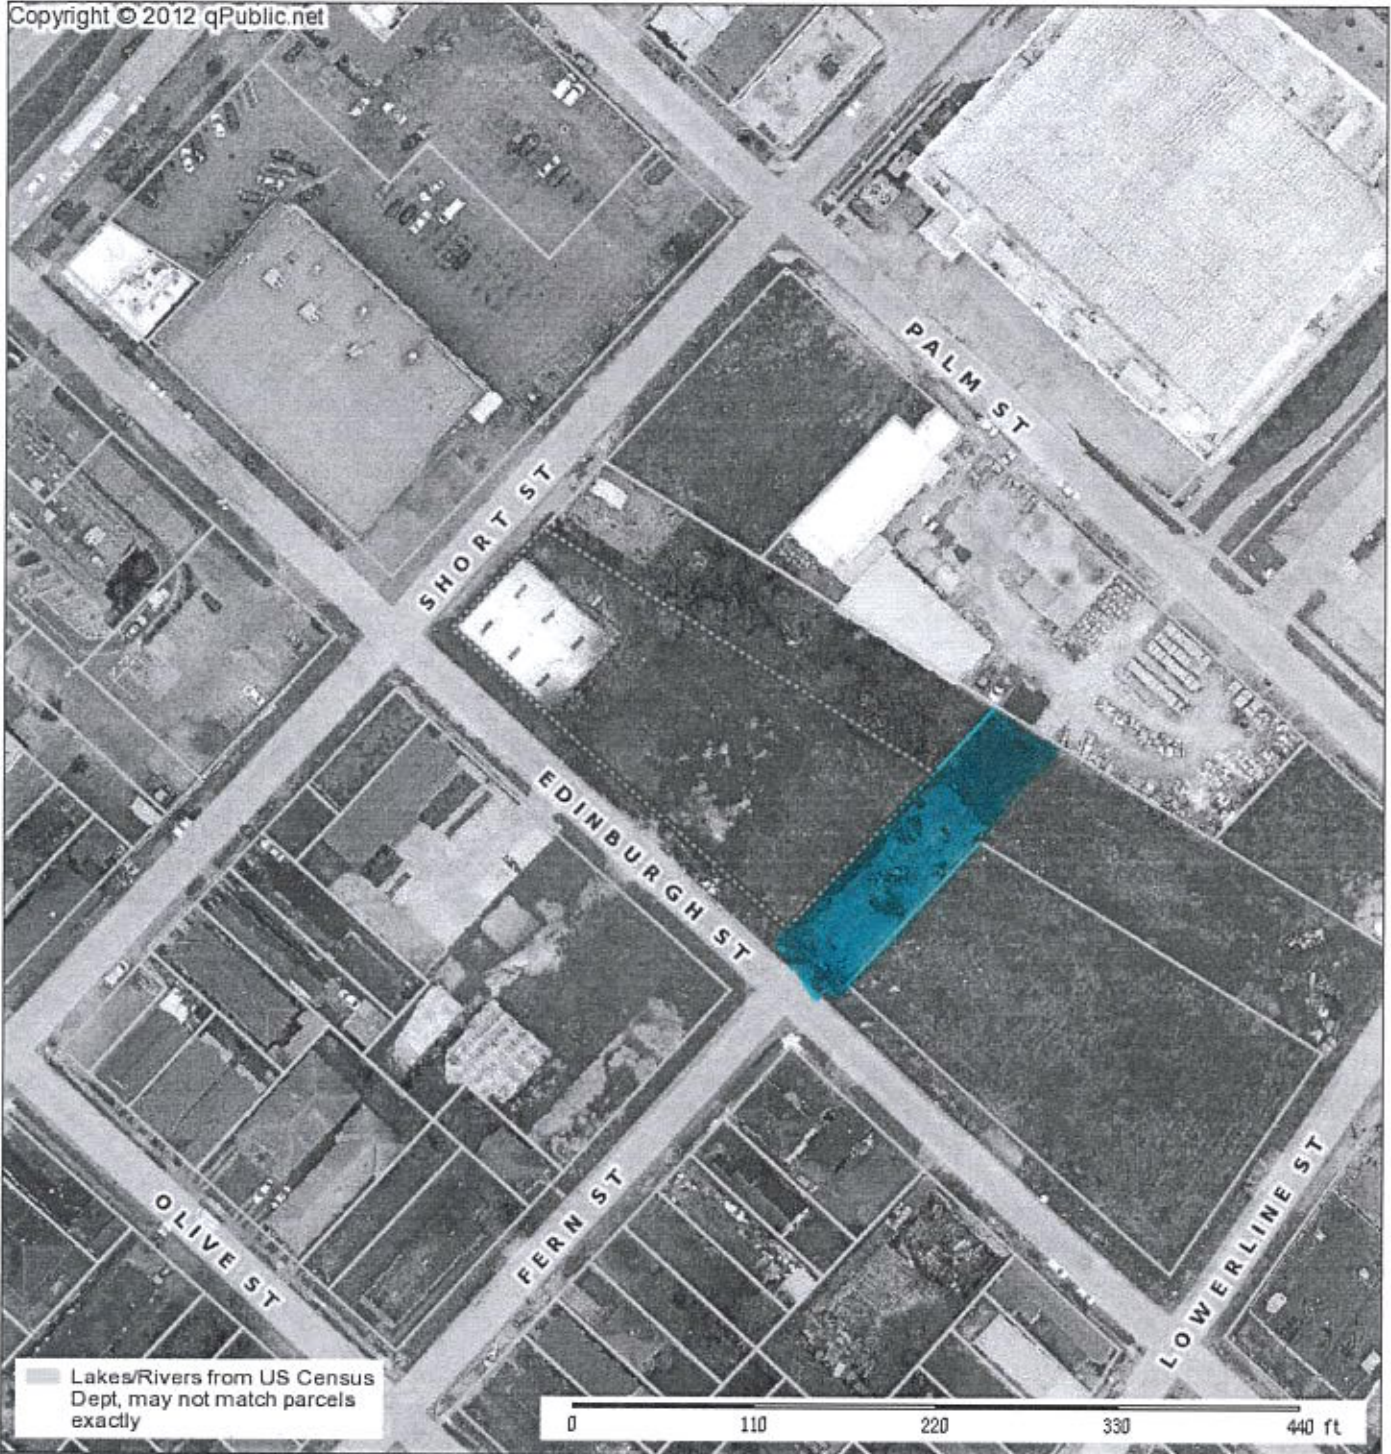 Copyright © 2012 qPublic.net
PALM ST
SHORT ST
EDINBURGH ST
LOWERLINE ST
FERN ST
OLIVE ST
Lakes/Rivers from US Census
Dept, may not match parcels
exactly
0 110 220 330 440 ft